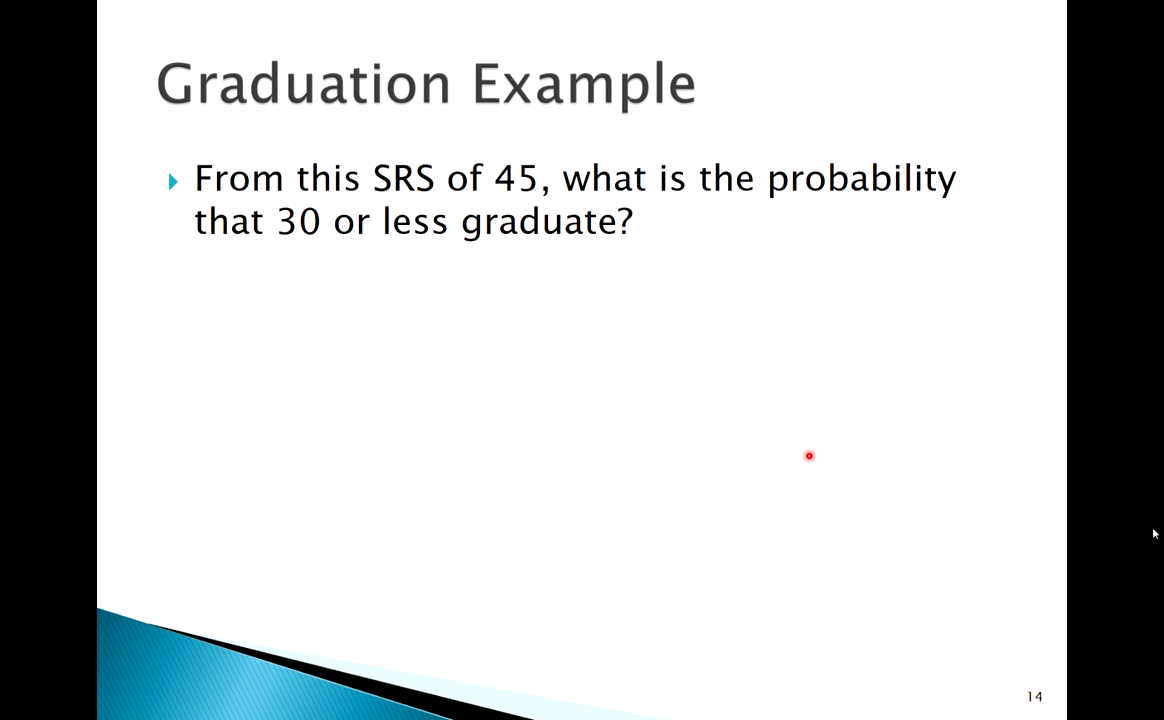 Graduation Example
From this SRS of 45, what is the probability
that 30 or less graduate?
14